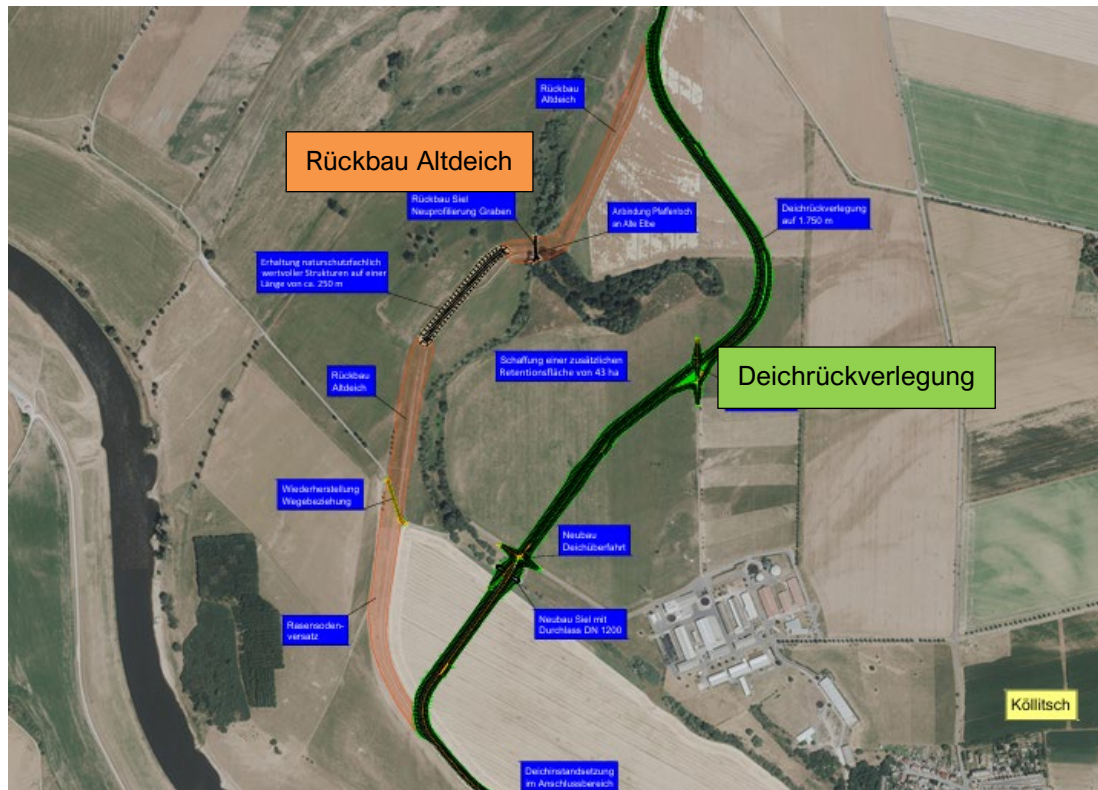 Rückbau
Altdeich
Rückbau Altdeich
Rückbau Siel
Neuprofilierung Graben
Anbindung Pfaffenloch
an Alte Elbe
Deichrückverlegung
auf 1.750 m
Erhaltung naturschutzfachlich
wertvoller Strukturen auf einer
Länge von ca. 250 m
Schaffung einer zusätzlichen
Retentionsfläche von 43 ha
Deichrückverlegung
Rückbau
Altdeich
Wiederherstellung
Wegebeziehung
Neubau
Deichüberfahrt
Rasensoden-
versatz
Neubau Siel mit
Durchlass DN 1200
Köllitsch
Deichinstandsetzung
im Anschlussbereich